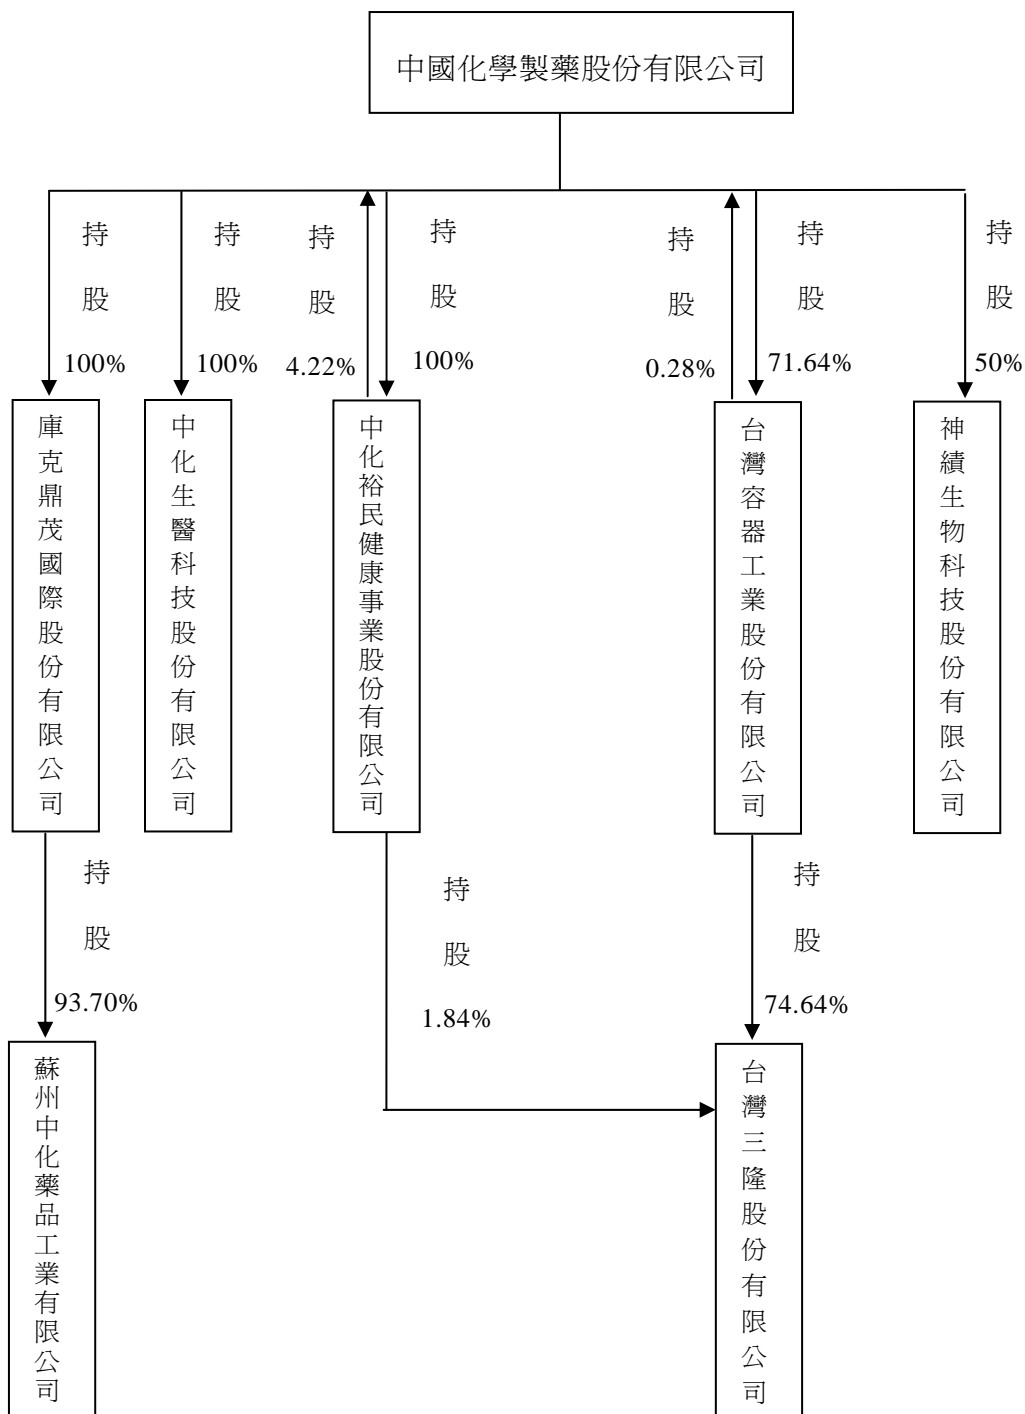 中國化學製藥股份有限公司
持股
100%
持股
100%
持股
4.22%
持股
100%
持股
0.28%
持股
71.64%
持股
50%
庫克鼎茂國際股份有限公司
中化生醫科技股份有限公司
中化裕民健康事業股份有限公司
台灣容器工業股份有限公司
神績生物科技股份有限公司
持股
93.70%
持股
1.84%
持股
74.64%
蘇州中化藥品工業有限公司
台灣三隆股份有限公司